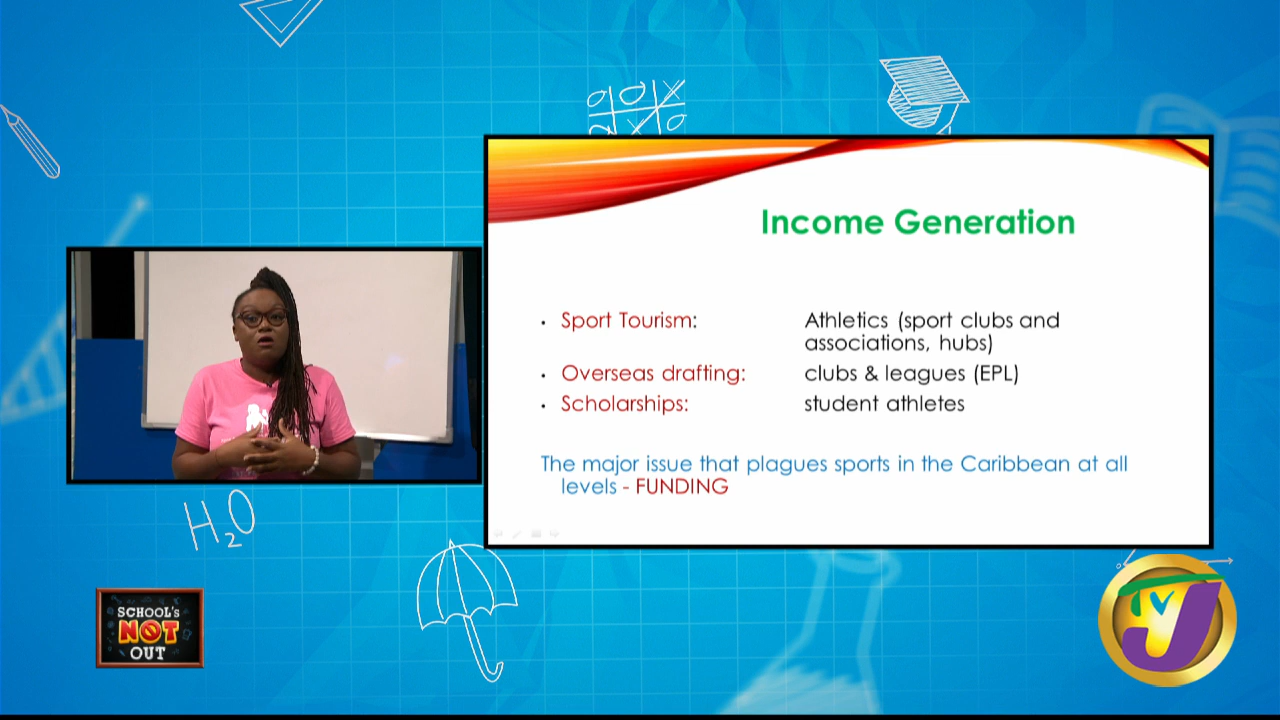 Income Generation
• Sport Tourism: Athletics (sport clubs and
associations, hubs)
• Overseas drafting: clubs & leagues (EPL)
• Scholarships: student athletes
The major issue that plagues sports in the Caribbean at all
levels - FUNDING
H₂O
SCHOOL's
NOT
OUT
TVJ